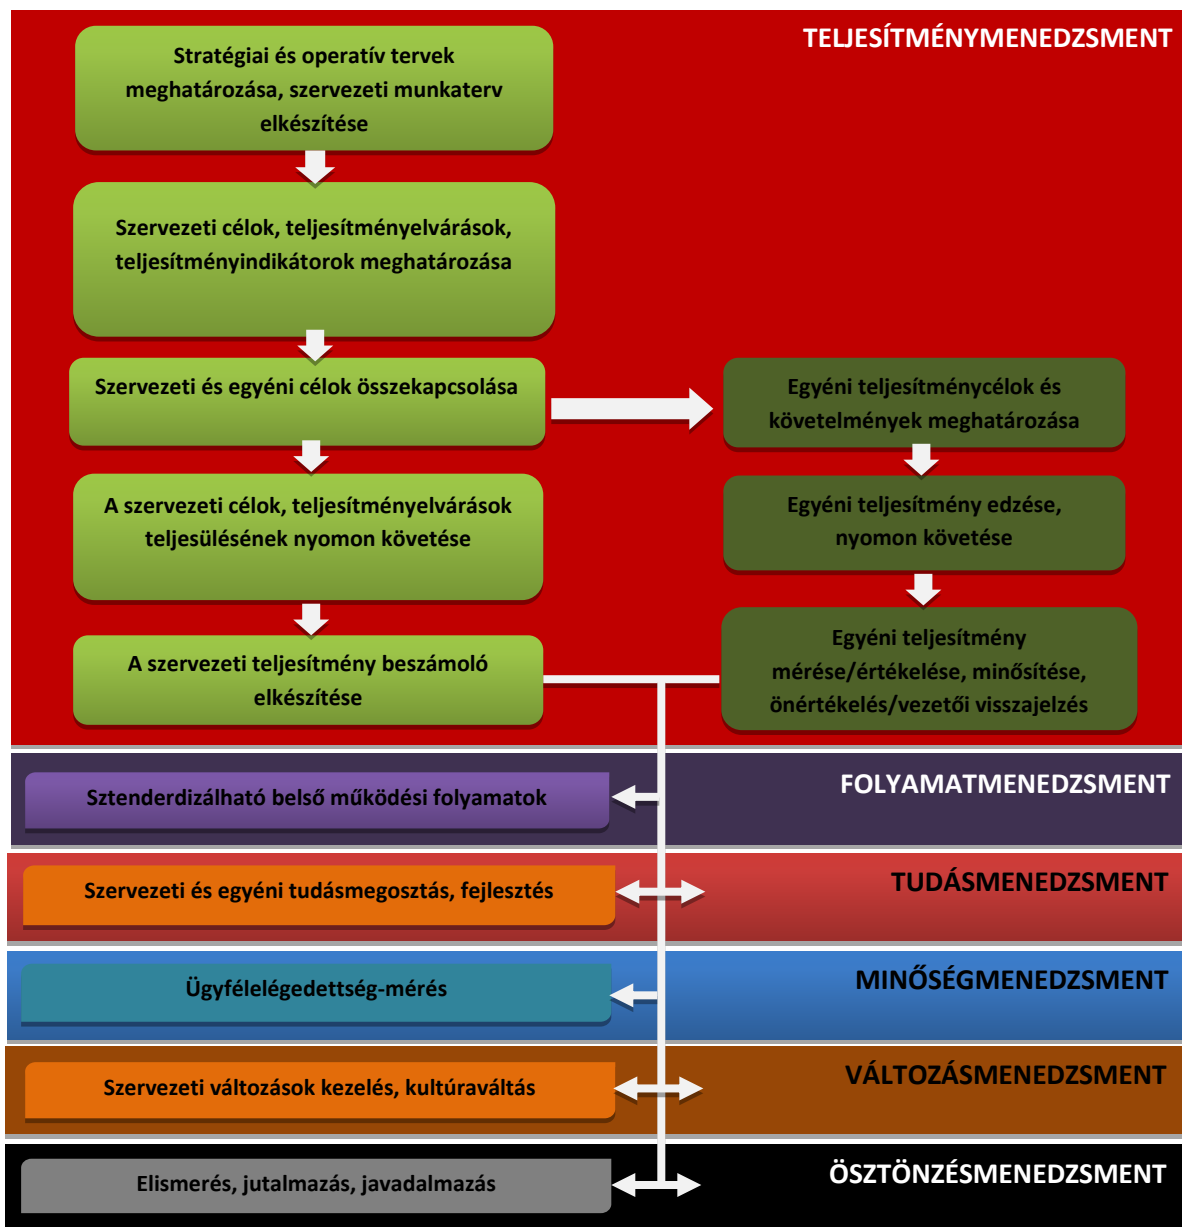 TELJESÍTMÉNYMENEDZSMENT
Stratégiai és operatív tervek
meghatározása, szervezeti munkaterv
elkészítése
Szervezeti célok, teljesítményelvárások,
teljesítményindikátorok meghatározása
Szervezeti és egyéni célok összekapcsolása
A szervezeti célok, teljesítményelvárások
teljesülésének nyomon követése
A szervezeti teljesítmény beszámoló
elkészítése
Egyéni teljesítménycélok és
követelmények meghatározása
Egyéni teljesítmény edzése,
nyomon követése
Egyéni teljesítmény
mérése/értékelése, minősítése,
önértékelés/vezetői visszajelzés
FOLYAMATMENEDZSMENT
Sztenderdizálható belső működési folyamatok
TUDÁSMENEDZSMENT
Szervezeti és egyéni tudásmegosztás, fejlesztés
MINŐSÉGMENEDZSMENT
Ügyfélelégedettség-mérés
VÁLTOZÁSMENEDZSMENT
Szervezeti változások kezelés, kultúraváltás
ÖSZTÖNZÉSMENEDZSMENT
Elismerés, jutalmazás, javadalmazás